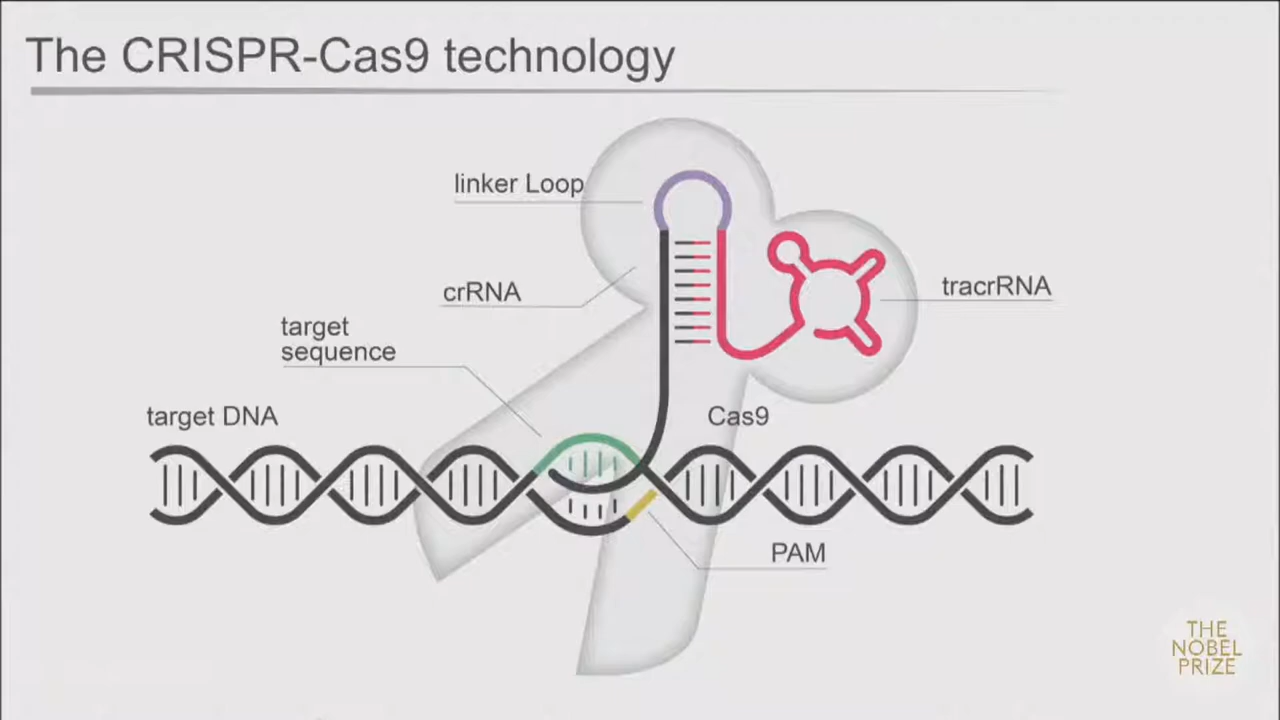 The CRISPR-Cas9 technology
linker Loop
crRNA
tracrRNA
target
sequence
target DNA
Cas9
PAM
THE
NOBEL
PRIZE